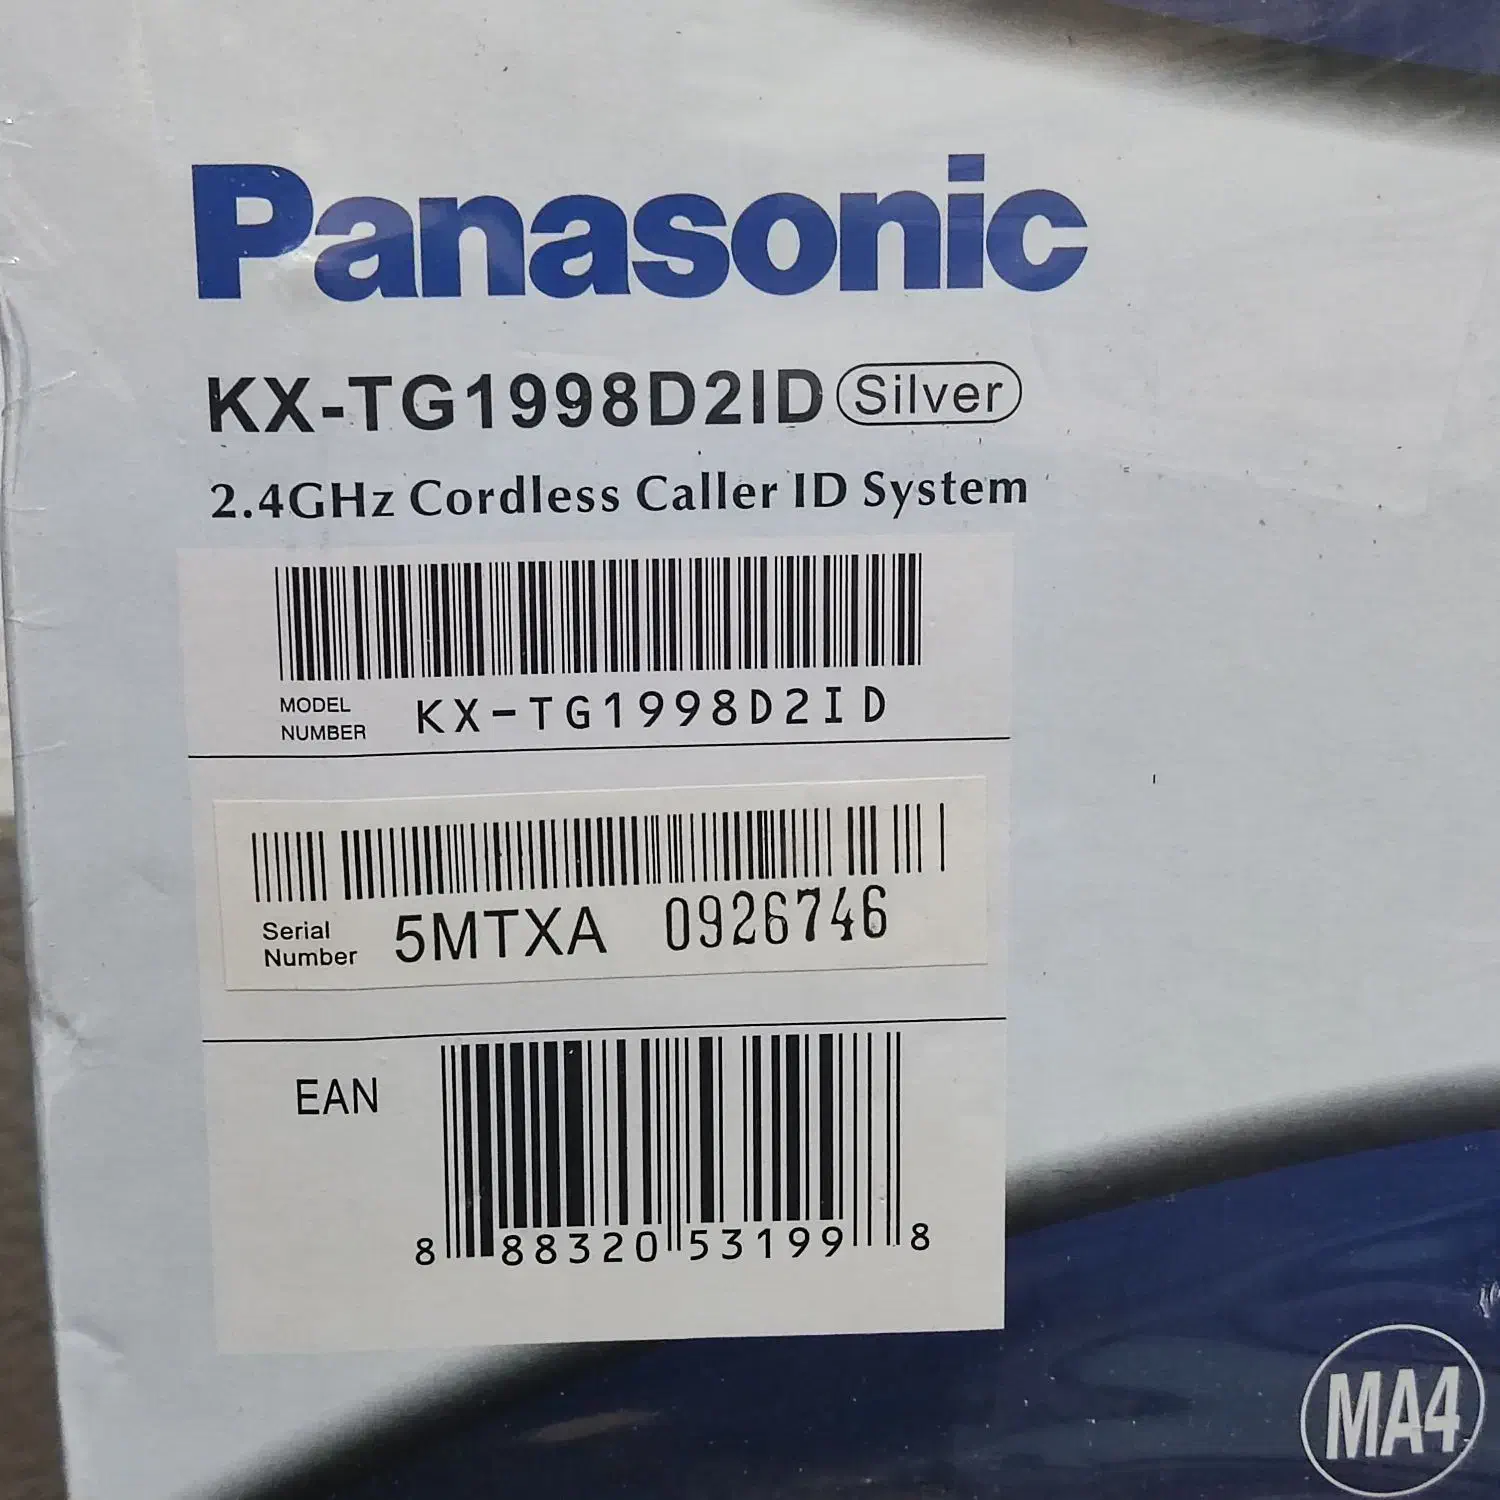 Panasonic
KX-TG1998D2ID Silver
2.4GHz Cordless Caller ID System
MODEL NUMBER KX-TG1998D2ID
Serial Number 5MTXA 0926746
EAN
8 883205 31998
MA4